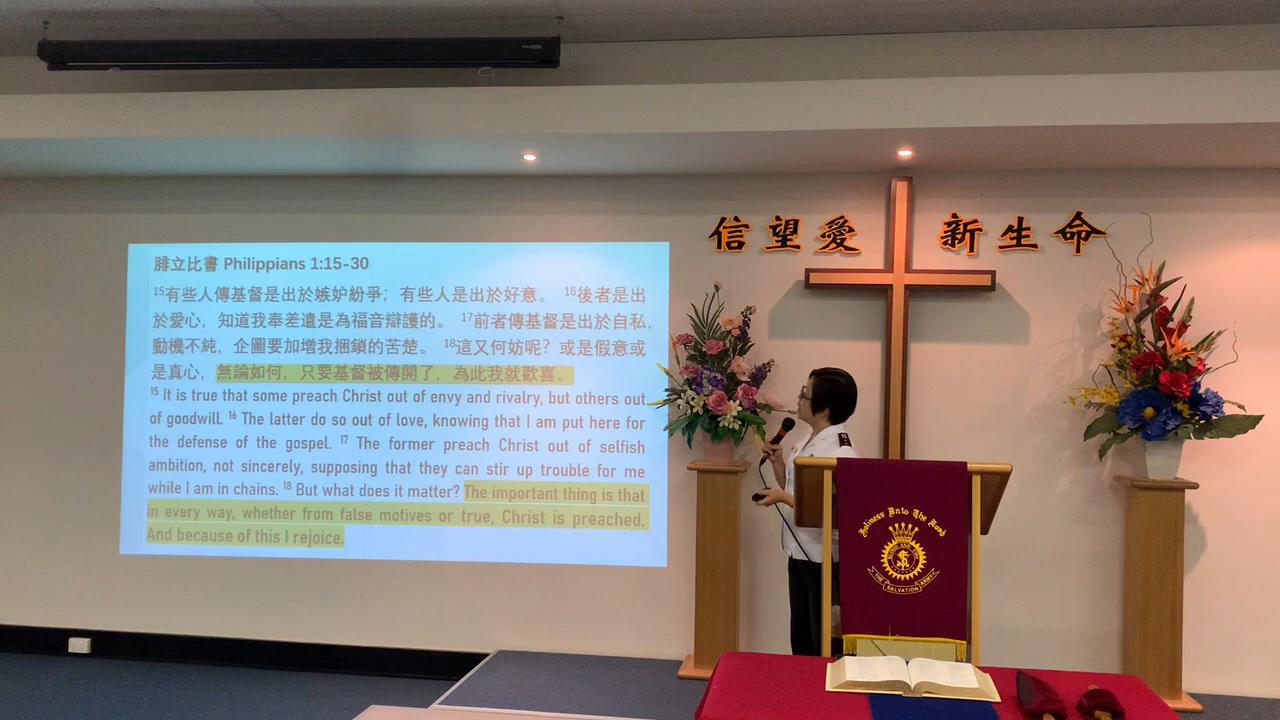 腓立比書 Philippians 1:15-30
15有些人傳基督是出於嫉妒紛爭；有些人是出於好意。 16後者是出
於愛心，知道我奉差遣是為福音辯護的。 17前者傳基督是出於自私，
動機不純，企圖要加增我捆鎖的苦楚。 18這又何妨呢？或是假意或
是真心，無論如何，只要基督被傳開了，為此我就歡喜。
15 It is true that some preach Christ out of envy and rivalry, but others out
of goodwill. 16 The latter do so out of love, knowing that I am put here for
the defense of the gospel. 17 The former preach Christ out of selfish
ambition, not sincerely, supposing that they can stir up trouble for me
while I am in chains. 18 But what does it matter? The important thing is that
in every way, whether from false motives or true, Christ is preached.
And because of this I rejoice.
信望愛 新生命
Holiness Unto The Lord
BLOOD AND FIRE
THE SALVATION ARMY